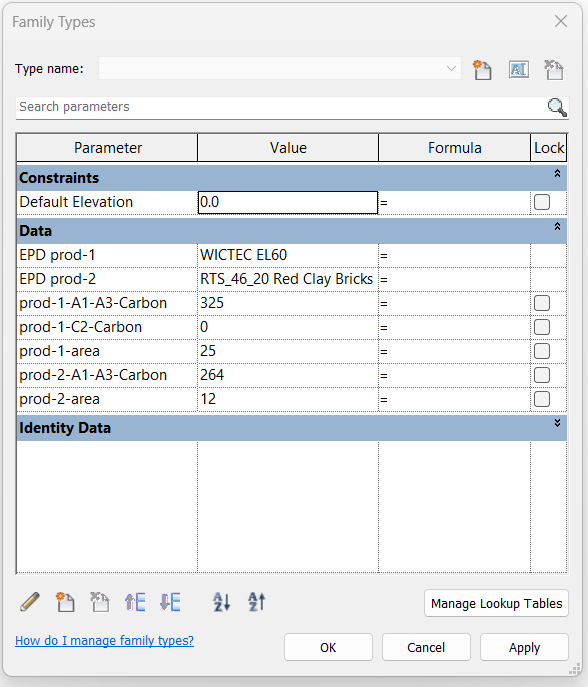 Family Types
Type name:
Search parameters
Parameter Value Formula Lock
Constraints
Default Elevation 0.0 =
Data
EPD prod-1 WICTEC EL60 =
EPD prod-2 RTS_46_20 Red Clay Bricks =
prod-1-A1-A3-Carbon 325 =
prod-1-C2-Carbon 0 =
prod-1-area 25 =
prod-2-A1-A3-Carbon 264 =
prod-2-area 12 =
Identity Data
Manage Lookup Tables
How do I manage family types?
OK Cancel Apply